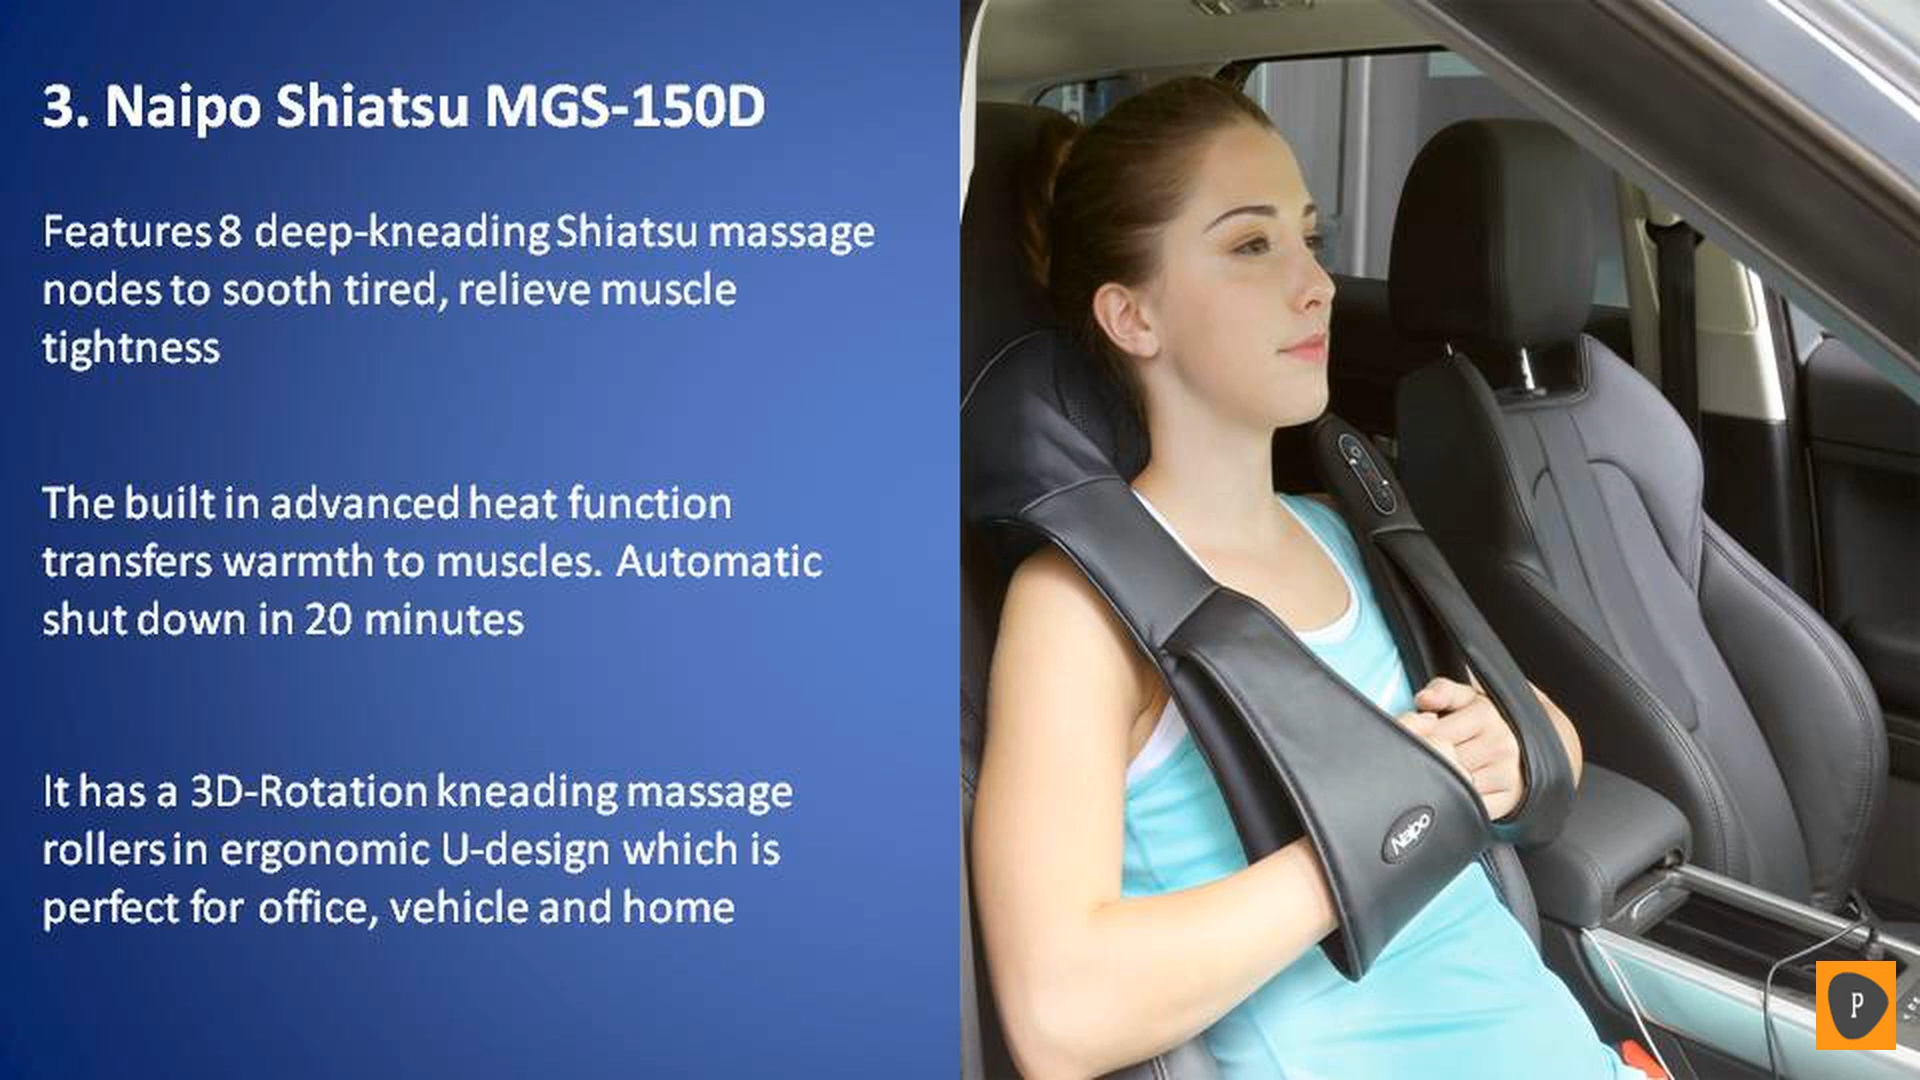 3. Naipo Shiatsu MGS-150D
Features 8 deep-kneading Shiatsu massage
nodes to sooth tired, relieve muscle
tightness
The built in advanced heat function
transfers warmth to muscles. Automatic
shut down in 20 minutes
It has a 3D-Rotation kneading massage
rollers in ergonomic U-design which is
perfect for office, vehicle and home
Naipo
P